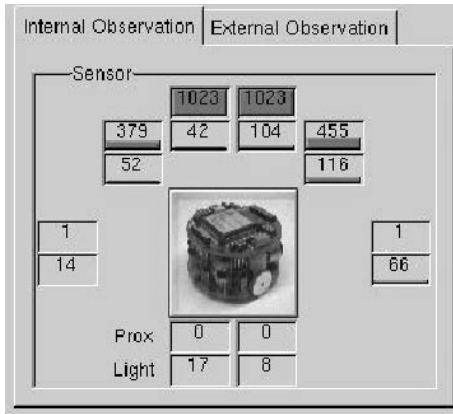 Internal Observation External Observation
Sensor
1023 1023
379 42 104 455
52 116
1 1
14 66
Prox 0 0
Light 17 8